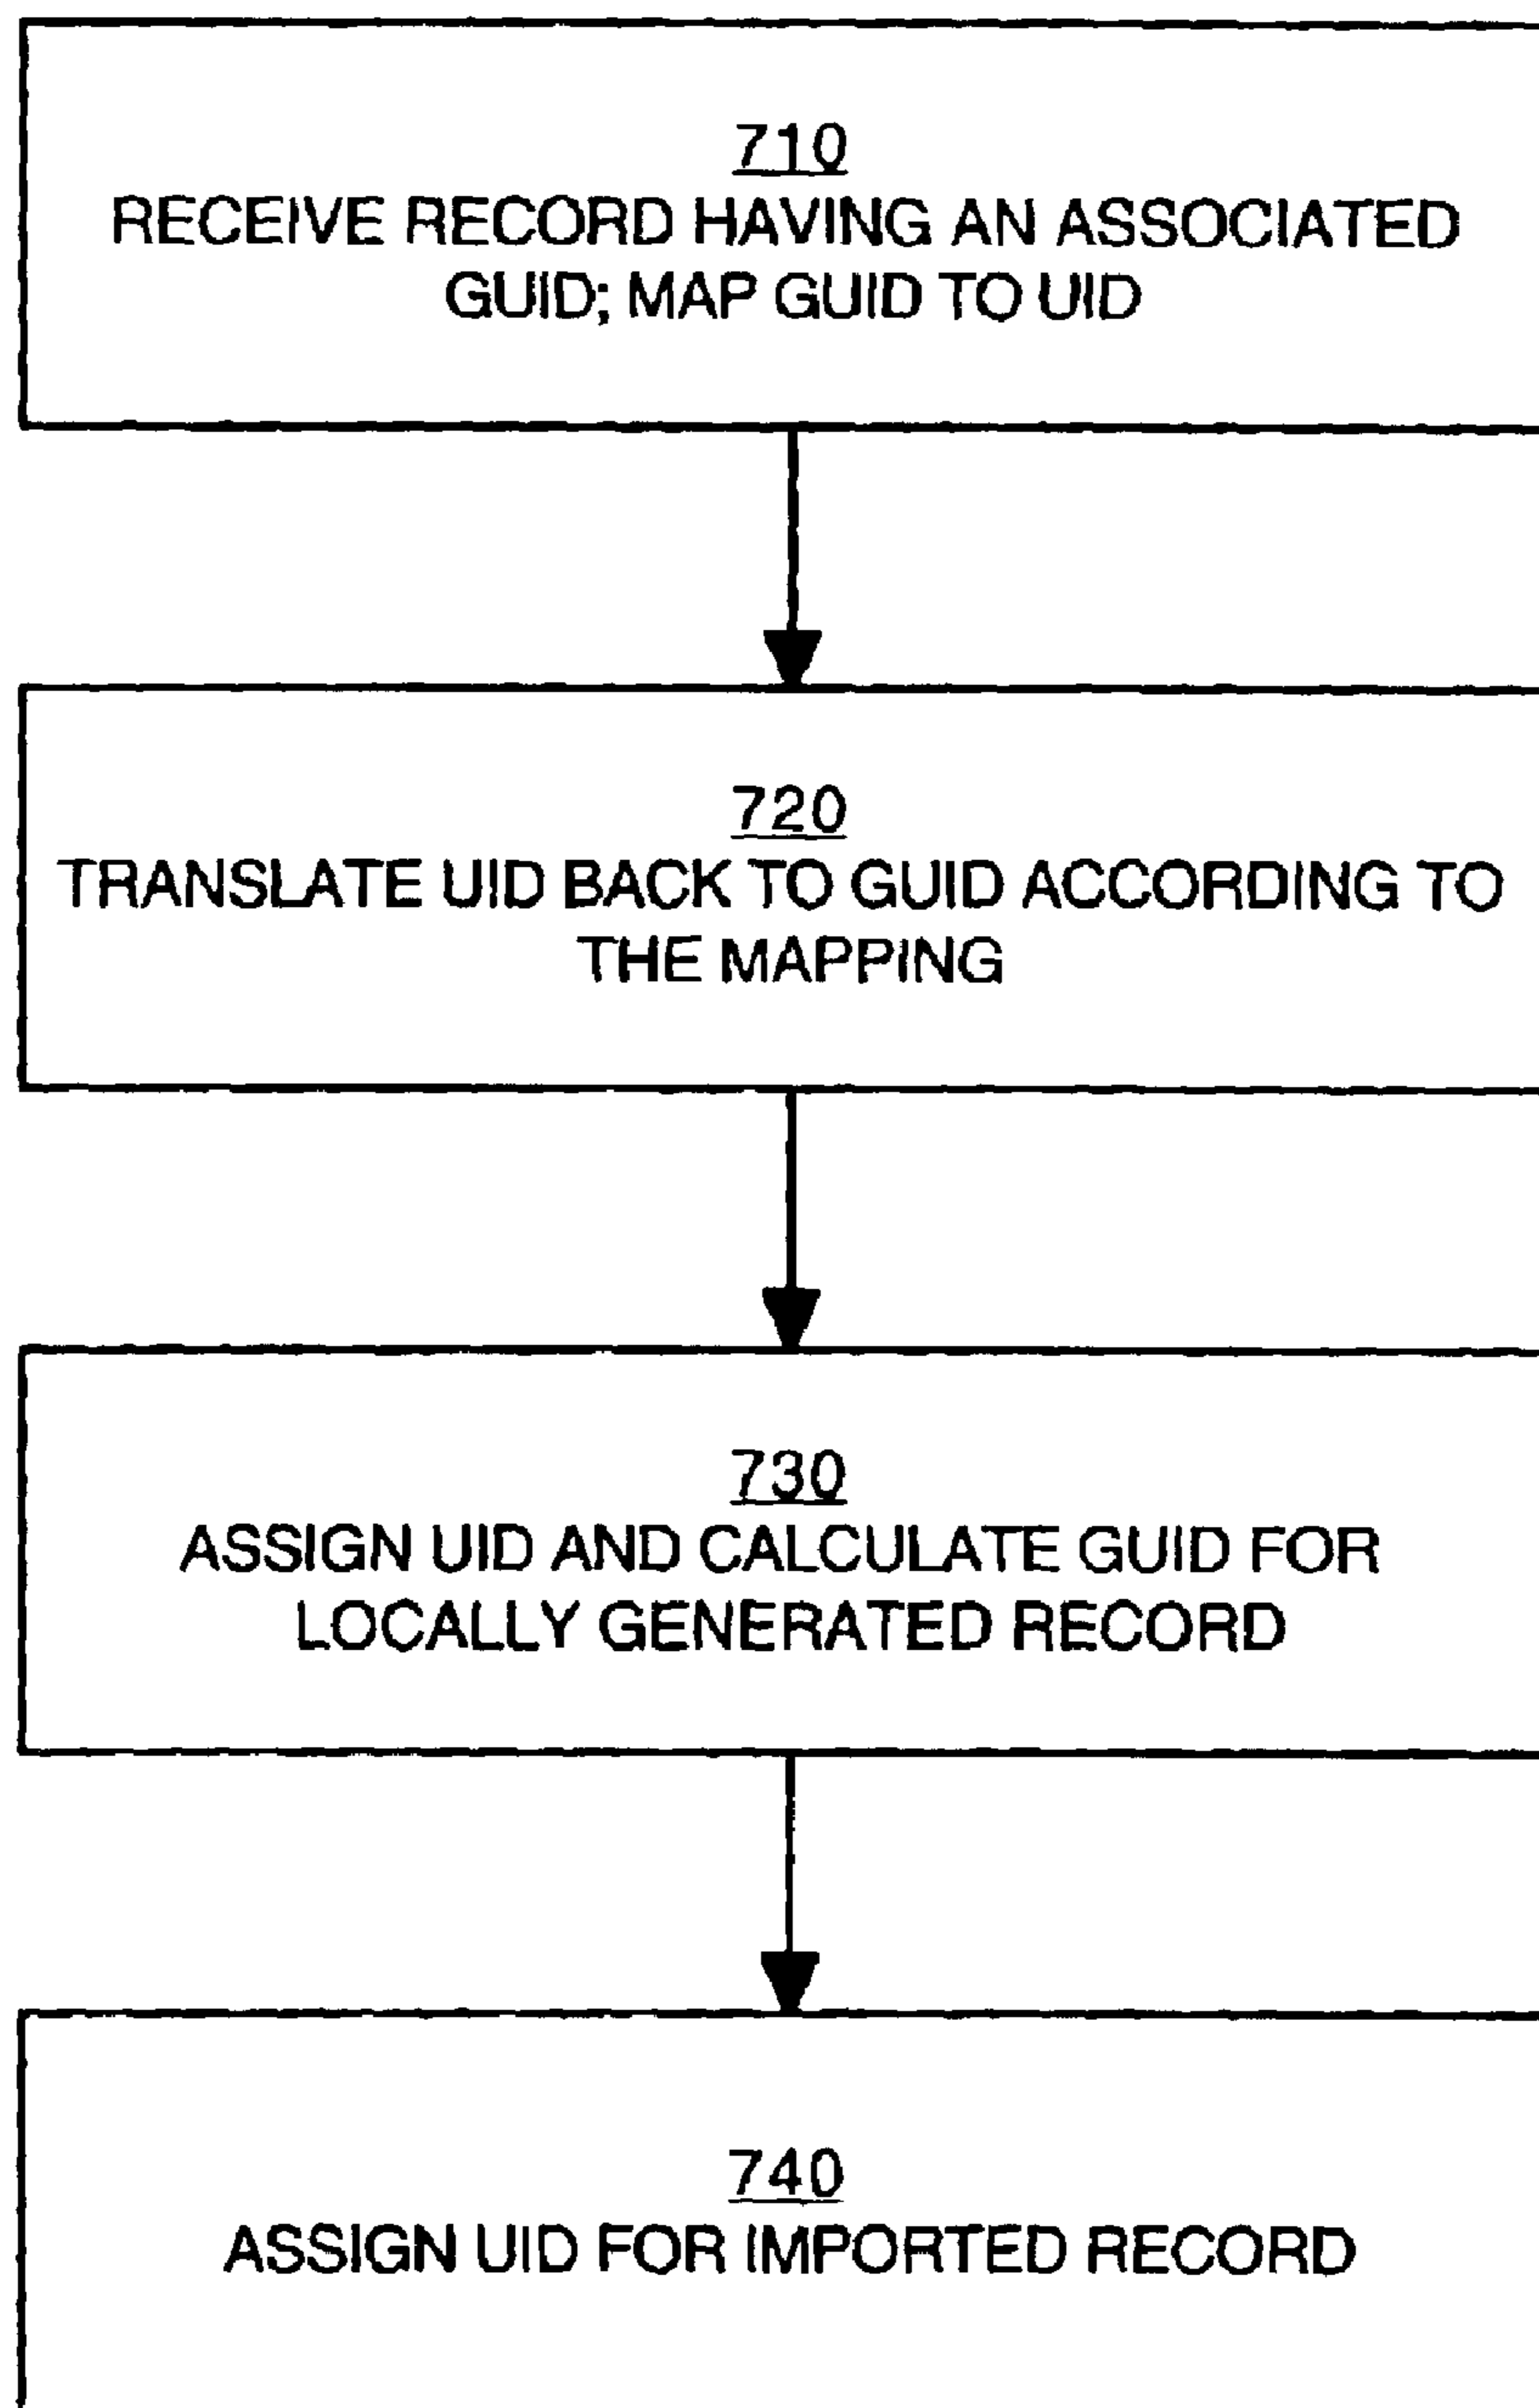 710
RECEIVE RECORD HAVING AN ASSOCIATED
GUID; MAP GUID TO UID
720
TRANSLATE UID BACK TO GUID ACCORDING TO
THE MAPPING
730
ASSIGN UID AND CALCULATE GUID FOR
LOCALLY GENERATED RECORD
740
ASSIGN UID FOR IMPORTED RECORD